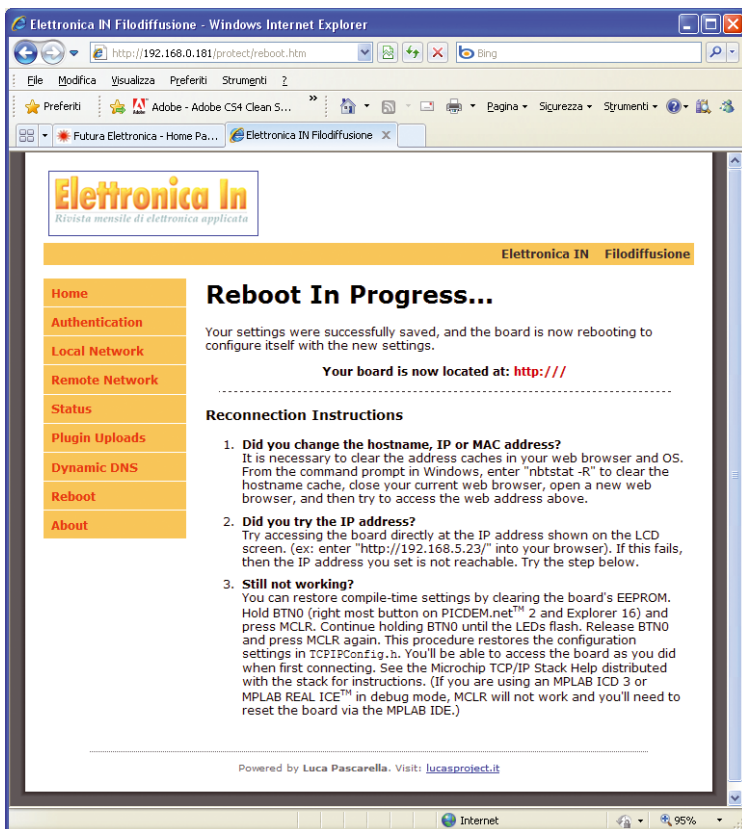 Elettronica IN Filodiffusione - Windows Internet Explorer
http://192.168.0.181/protect/reboot.htm
Bing
File Modifica Visualizza Preferiti Strumenti ?
Preferiti Adobe - Adobe CS4 Clean S... » Pagina Sicurezza Strumenti
Futura Elettronica - Home Pa... Elettronica IN Filodiffusione X
Elettronica In
Rivista mensile di elettronica applicata
Elettronica IN Filodiffusione
Home
Authentication
Local Network
Remote Network
Status
Plugin Uploads
Dynamic DNS
Reboot
About
Reboot In Progress...
Your settings were successfully saved, and the board is now rebooting to
configure itself with the new settings.
Your board is now located at: http:///
Reconnection Instructions
1. Did you change the hostname, IP or MAC address?
It is necessary to clear the address caches in your web browser and OS.
From the command prompt in Windows, enter "nbtstat -R" to clear the
hostname cache, close your current web browser, open a new web
browser, and then try to access the web address above.
2. Did you try the IP address?
Try accessing the board directly at the IP address shown on the LCD
screen. (ex: enter "http://192.168.5.23/" into your browser). If this fails,
then the IP address you set is not reachable. Try the step below.
3. Still not working?
You can restore compile-time settings by clearing the board's EEPROM.
Hold BTN0 (right most button on PICDEM.net™ 2 and Explorer 16) and
press MCLR. Continue holding BTN0 until the LEDs flash. Release BTN0
and press MCLR again. This procedure restores the configuration
settings in TCPIPConfig.h. You'll be able to access the board as you did
when first connecting. See the Microchip TCP/IP Stack Help distributed
with the stack for instructions. (If you are using an MPLAB ICD 3 or
MPLAB REAL ICE™ in debug mode, MCLR will not work and you'll need to
reset the board via the MPLAB IDE.)
Powered by Luca Pascarella. Visit: lucasproject.it
Internet 95%